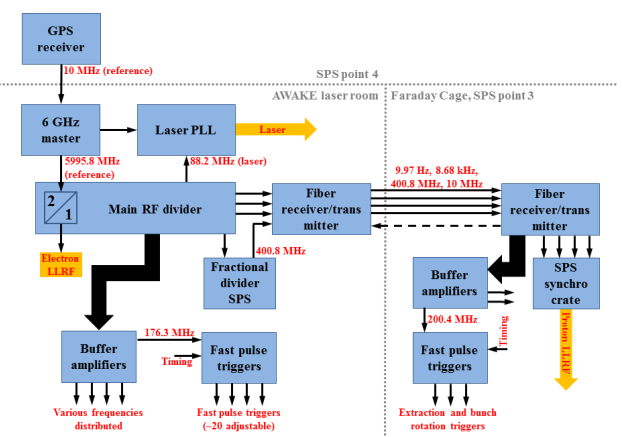 GPS
receiver
10 MHz (reference)
SPS point 4
AWAKE laser room
Faraday Cage, SPS point 3
6 GHz
master
Laser PLL
Laser
5995.8 MHz
(reference)
88.2 MHz (laser)
9.97 Hz, 8.68 kHz,
400.8 MHz, 10 MHz
2
1
Main RF divider
Fiber
receiver/trans
mitter
Fiber
receiver/trans
mitter
Electron
LLRF
400.8 MHz
Fractional
divider
SPS
Buffer
amplifiers
SPS
synchro
crate
200.4 MHz
Timing
Proton LLRF
176.3 MHz
Buffer
amplifiers
Timing
Fast pulse
triggers
Fast pulse
triggers
Various frequencies
distributed
Fast pulse triggers
(~20 adjustable)
Extraction and bunch
rotation triggers